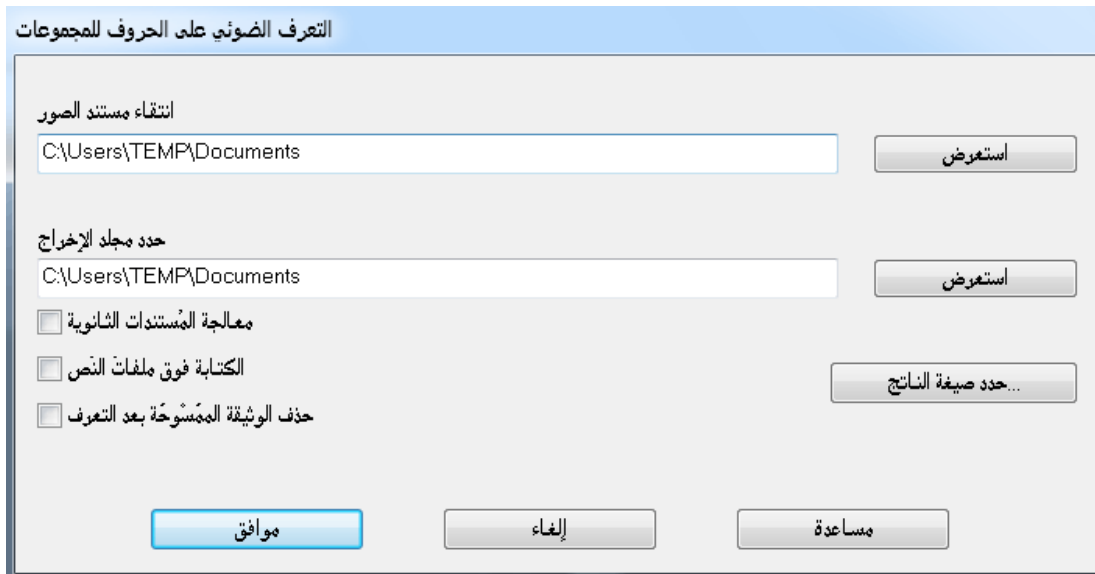 التعرف الضوئي على الحروف للمجموعات
انتقاء مستند الصور
C:\Users\TEMP\Documents
استعرض
حدد مجلد الإخراج
C:\Users\TEMP\Documents
استعرض
معالجة المُستندات الثانوية
الكتابة فوق ملفات النَص
حدد صيغة الناتج...
حذف الوثيقة الممَسْوحَة بعد التعرف
موافق
إلغاء
مساعدة